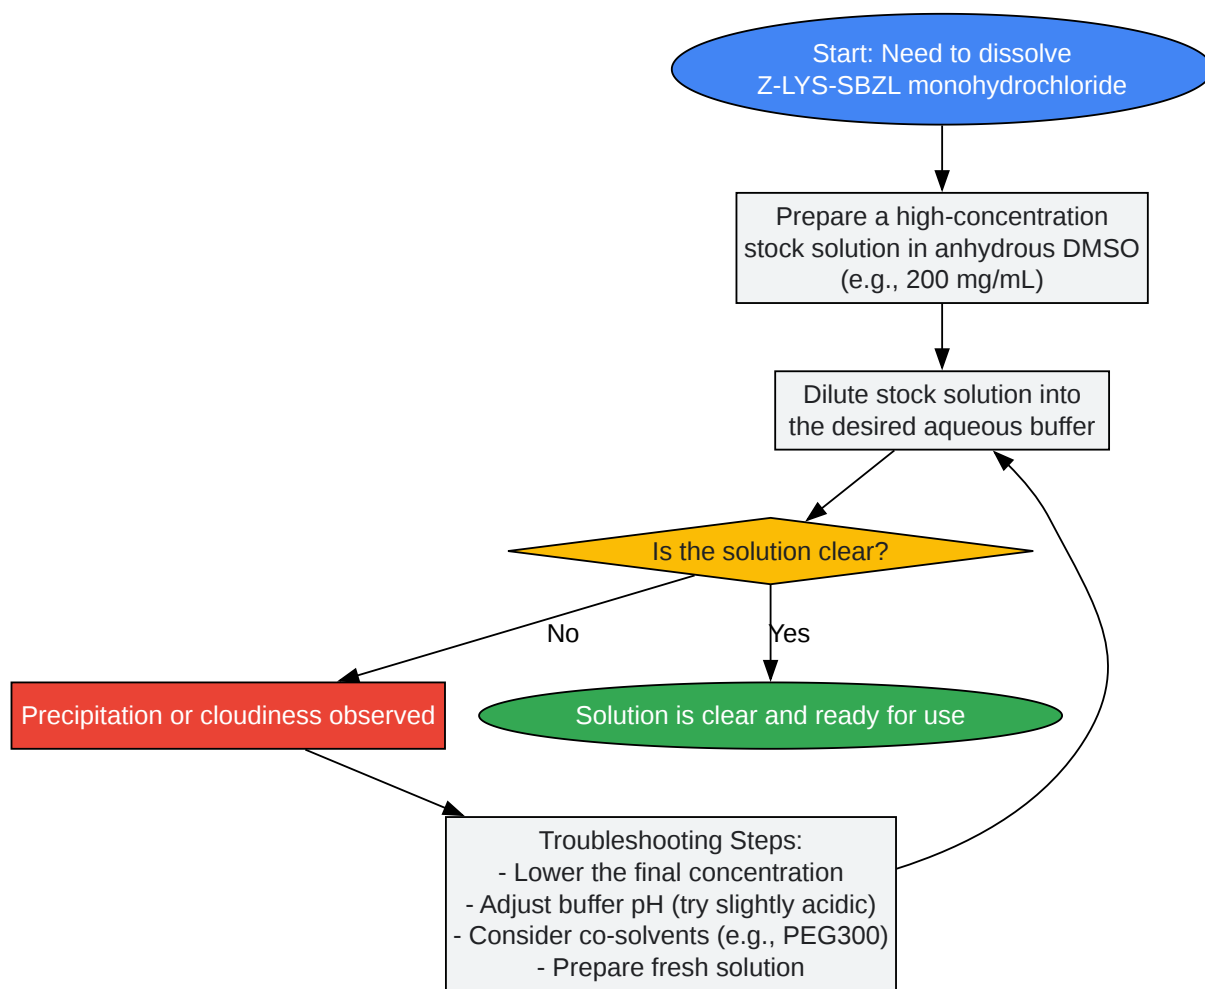 Start: Need to dissolve
Z-LYS-SBZL monohydrochloride
Prepare a high-concentration
stock solution in anhydrous DMSO
(e.g., 200 mg/mL)
Dilute stock solution into
the desired aqueous buffer
Is the solution clear?
No
Yes
Precipitation or cloudiness observed
Solution is clear and ready for use
Troubleshooting Steps:
- Lower the final concentration
- Adjust buffer pH (try slightly acidic)
- Consider co-solvents (e.g., PEG300)
- Prepare fresh solution